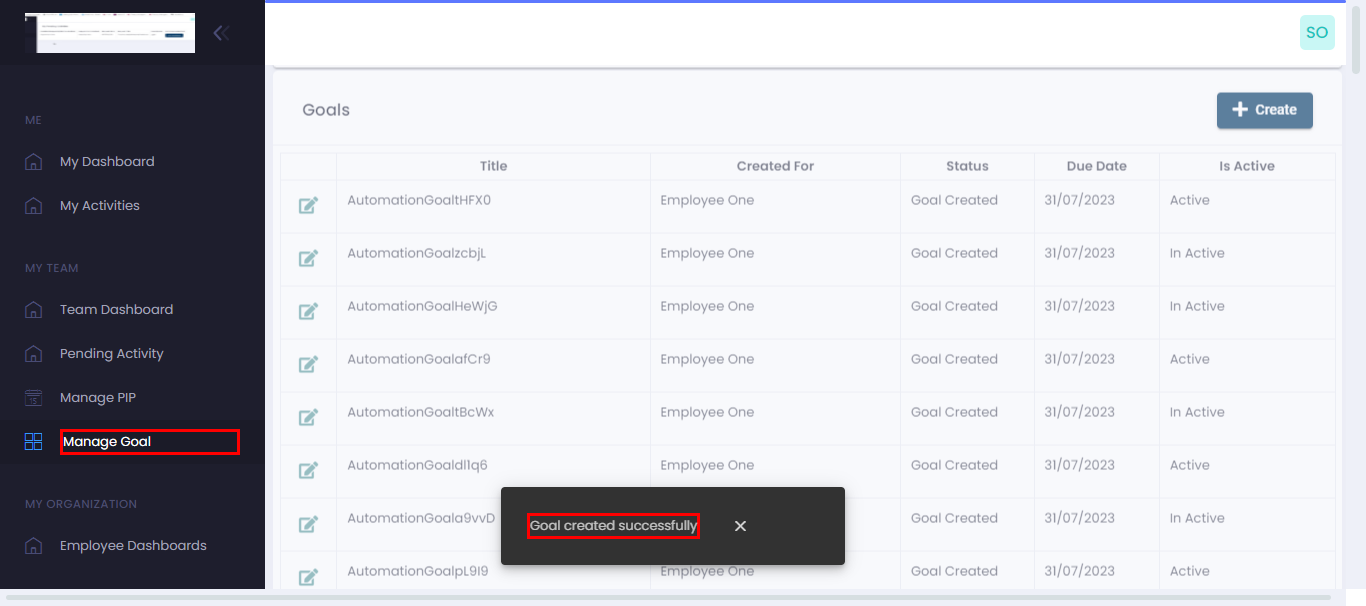 SO
ME
My Dashboard
My Activities
MY TEAM
Team Dashboard
Pending Activity
Manage PIP
Manage Goal
MY ORGANIZATION
Employee Dashboards
Goals
Create
Title Created For Status Due Date Is Active
AutomationGoaltHFX0 Employee One Goal Created 31/07/2023 Active
AutomationGoalzcbjL Employee One Goal Created 31/07/2023 In Active
AutomationGoalHeWjG Employee One Goal Created 31/07/2023 In Active
AutomationGoalafCr9 Employee One Goal Created 31/07/2023 Active
AutomationGoaltBcWx Employee One Goal Created 31/07/2023 In Active
Employee One Goal Created 31/07/2023 Active
AutomationGoala9vvD Goal Created 31/07/2023 In Active
Employee One Goal Created 31/07/2023 Active
Goal created successfully